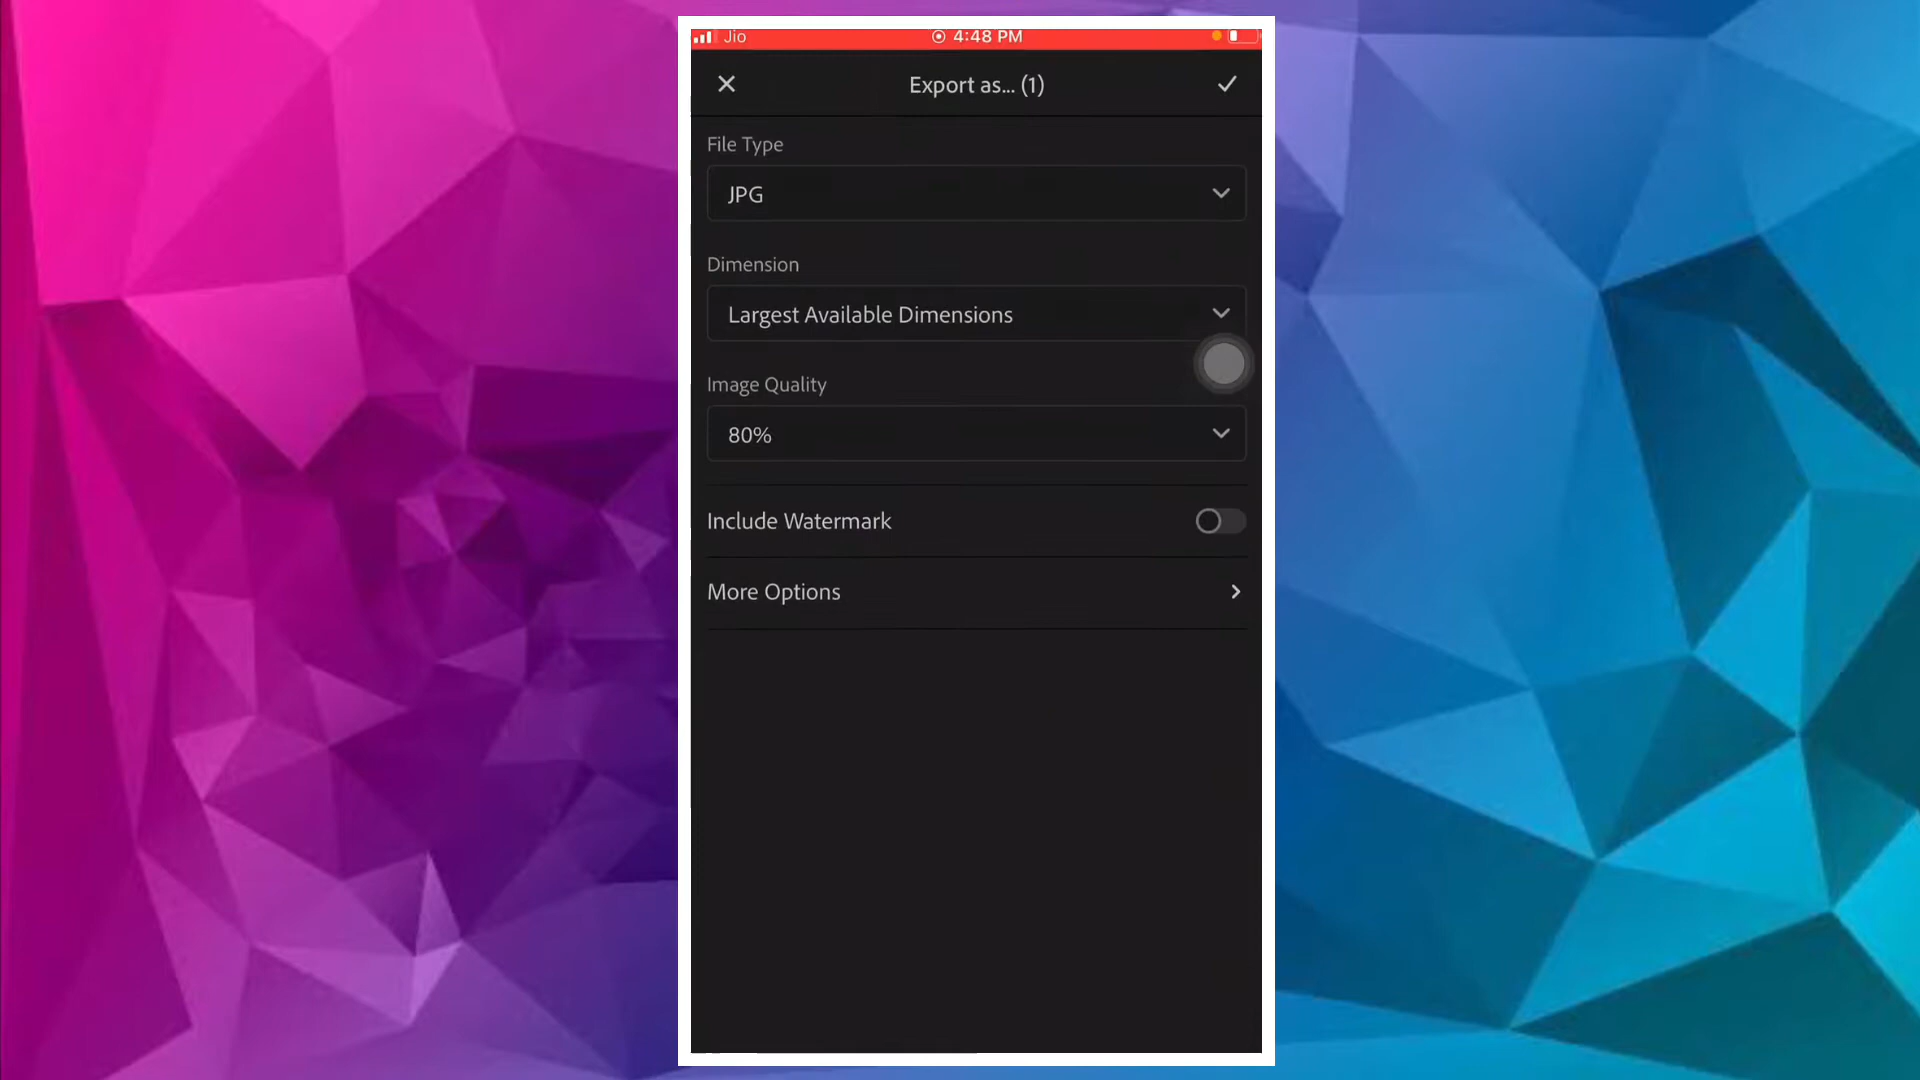 Jio
4:48 PM
Export as... (1)
File Type
JPG
Dimension
Largest Available Dimensions
Image Quality
80%
Include Watermark
More Options